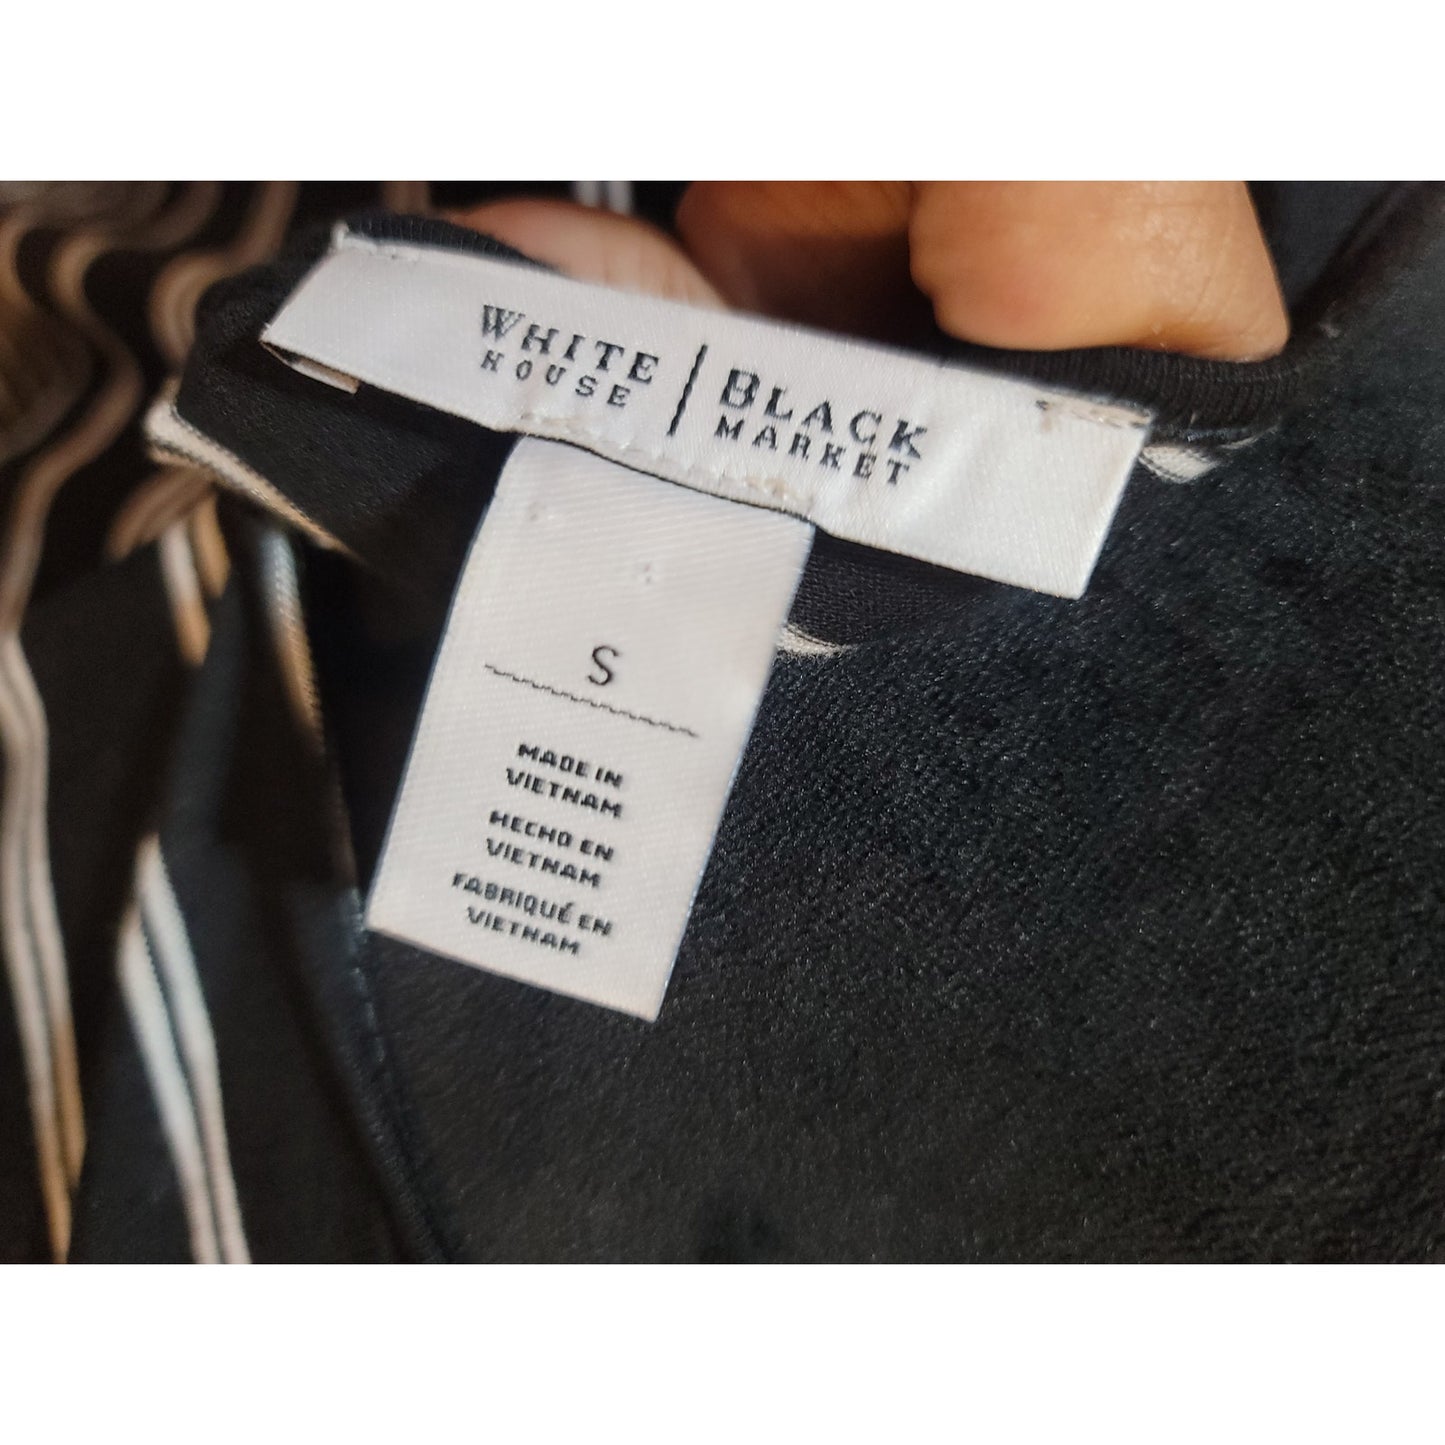 WHITE | BLACK
HOUSE | MARKET
S
MADE IN
VIETNAM
HECHO EN
VIETNAM
FABRIQUÉ EN
VIETNAM